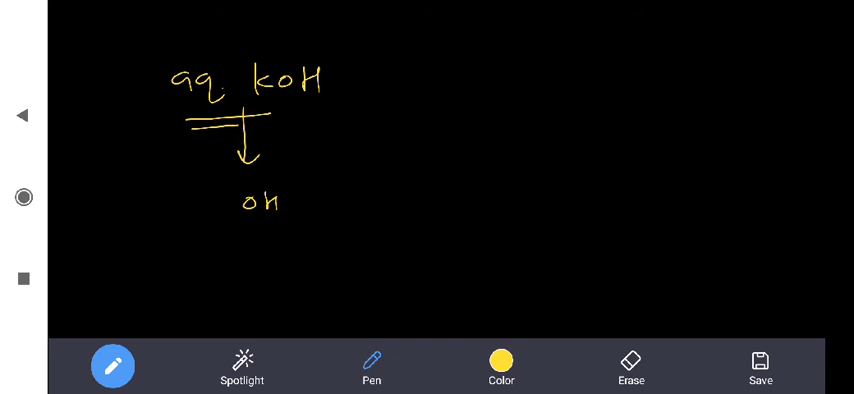 aq. KOH
OH
Spotlight
Pen
Color
Erase
Save